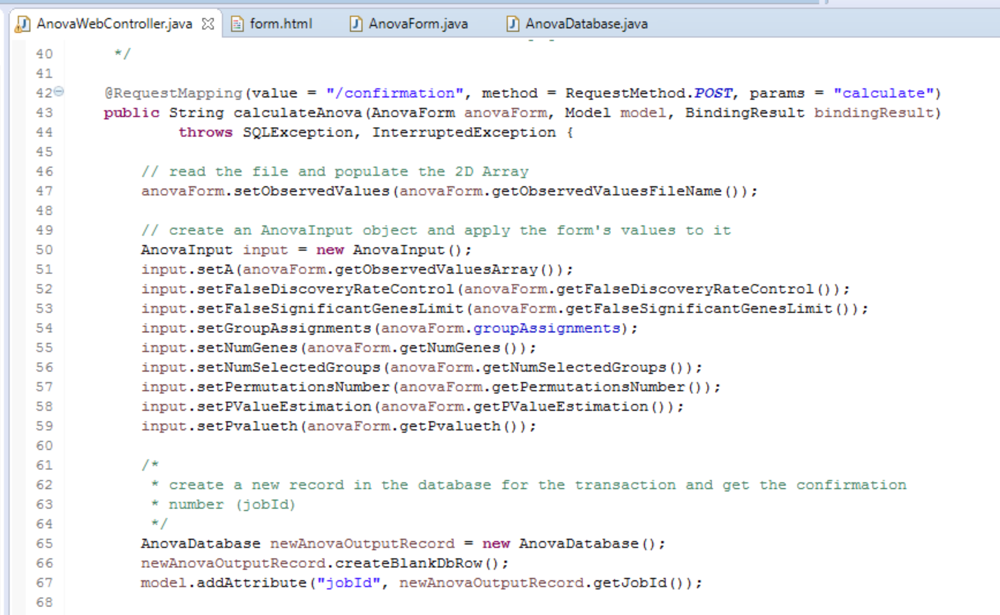 AnovaWebController.java form.html AnovaForm.java AnovaDatabase.java
40 */
41
42 @RequestMapping(value = "/confirmation", method = RequestMethod.POST, params = "calculate")
43 public String calculateAnova(AnovaForm anovaForm, Model model, BindingResult bindingResult)
44 throws SQLException, InterruptedException {
45
46 // read the file and populate the 2D Array
47 anovaForm.setObservedValues(anovaForm.getObservedValuesFileName());
48
49 // create an AnovaInput object and apply the form's values to it
50 AnovaInput input = new AnovaInput();
51 input.setA(anovaForm.getObservedValuesArray());
52 input.setFalseDiscoveryRateControl(anovaForm.getFalseDiscoveryRateControl());
53 input.setFalseSignificantGenesLimit(anovaForm.getFalseSignificantGenesLimit());
54 input.setGroupAssignments(anovaForm.groupAssignments);
55 input.setNumGenes(anovaForm.getNumGenes());
56 input.setNumSelectedGroups(anovaForm.getNumSelectedGroups());
57 input.setPermutationsNumber(anovaForm.getPermutationsNumber());
58 input.setPValueEstimation(anovaForm.getPValueEstimation());
59 input.setPvalueth(anovaForm.getPvalueth());
60
61 /*
62 * create a new record in the database for the transaction and get the confirmation
63 * number (jobId)
64 */
65 AnovaDatabase newAnovaOutputRecord = new AnovaDatabase();
66 newAnovaOutputRecord.createBlankDbRow();
67 model.addAttribute("jobId", newAnovaOutputRecord.getJobId());
68